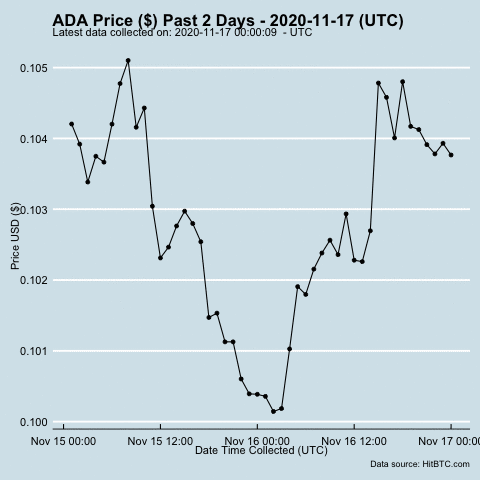 ADA Price ($) Past 2 Days - 2020-11-17 (UTC)
Latest data collected on: 2020-11-17 00:00:09 - UTC
0.105
0.104
0.103
0.102
0.101
0.100
Price USD ($)
Nov 15 00:00 Nov 15 12:00 Nov 16 00:00 Nov 16 12:00 Nov 17 00:00
Date Time Collected (UTC)
Data source: HitBTC.com